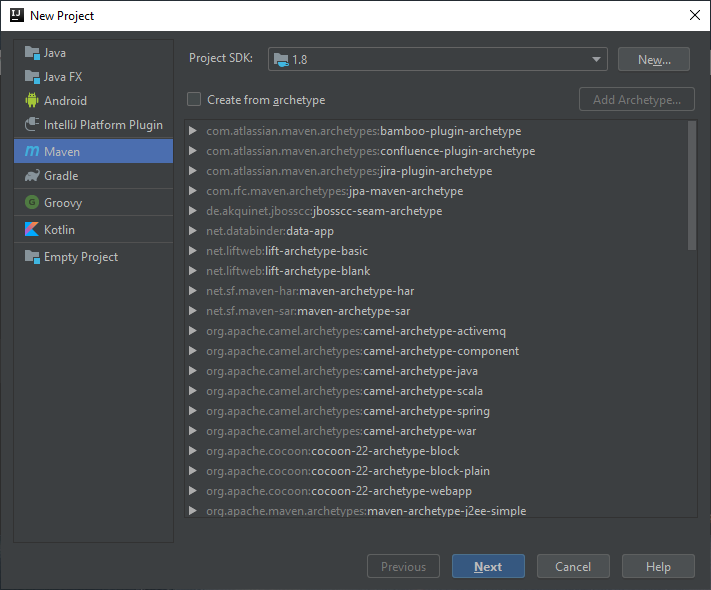 New Project
Java
Java FX
Android
IntelliJ Platform Plugin
Maven
Gradle
Groovy
Kotlin
Empty Project
Project SDK: 1.8 New...
Create from archetype Add Archetype...
com.atlassian.maven.archetypes:bamboo-plugin-archetype
com.atlassian.maven.archetypes:confluence-plugin-archetype
com.atlassian.maven.archetypes:jira-plugin-archetype
com.rfc.maven.archetypes:jpa-maven-archetype
de.akquinet.jbosscc:jbosscc-seam-archetype
net.databinder:data-app
net.liftweb:lift-archetype-basic
net.liftweb:lift-archetype-blank
net.sf.maven-har:maven-archetype-har
net.sf.maven-sar:maven-archetype-sar
org.apache.camel.archetypes:camel-archetype-activemq
org.apache.camel.archetypes:camel-archetype-component
org.apache.camel.archetypes:camel-archetype-java
org.apache.camel.archetypes:camel-archetype-scala
org.apache.camel.archetypes:camel-archetype-spring
org.apache.camel.archetypes:camel-archetype-war
org.apache.cocoon:cocoon-22-archetype-block
org.apache.cocoon:cocoon-22-archetype-block-plain
org.apache.cocoon:cocoon-22-archetype-webapp
org.apache.maven.archetypes:maven-archetype-j2ee-simple
Previous Next Cancel Help